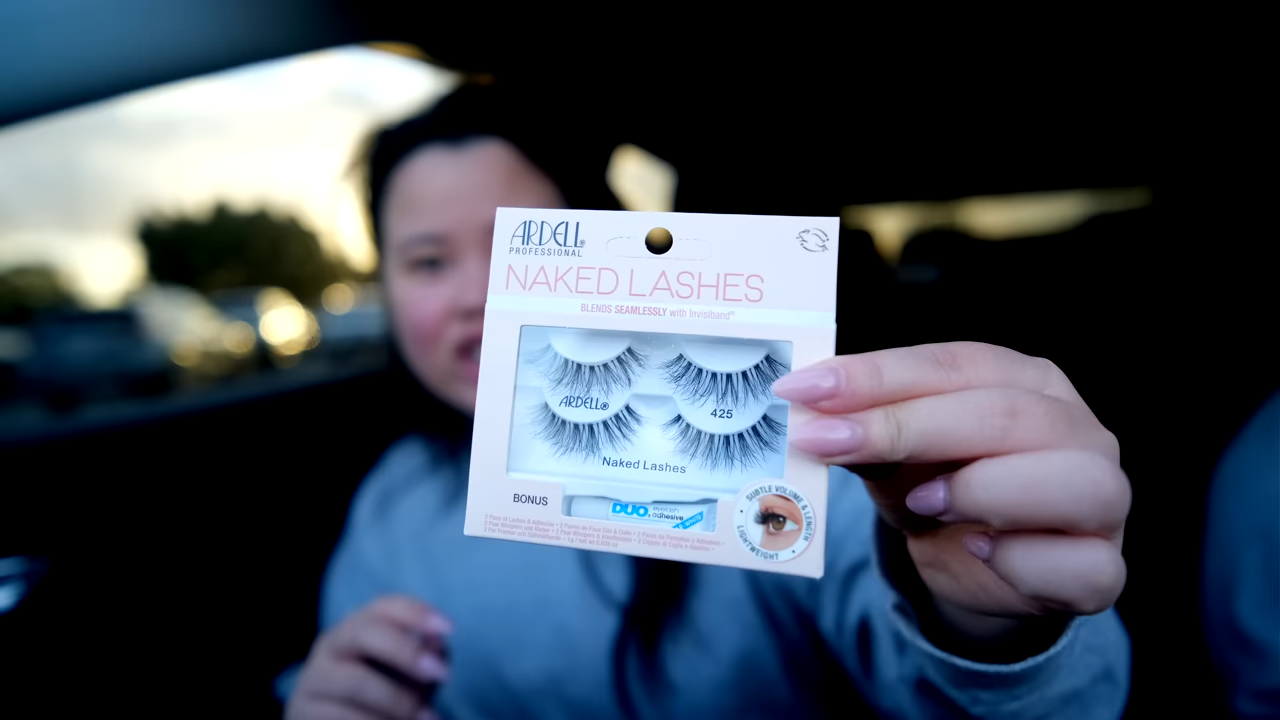 ARDELL®
PROFESSIONAL
NAKED LASHES
BLENDS SEAMLESSLY with Invisiband®
ARDELL®
425
Naked Lashes
BONUS
DUO® eyelash adhesive
SUBTLE VOLUME & LENGTH
• LIGHTWEIGHT •